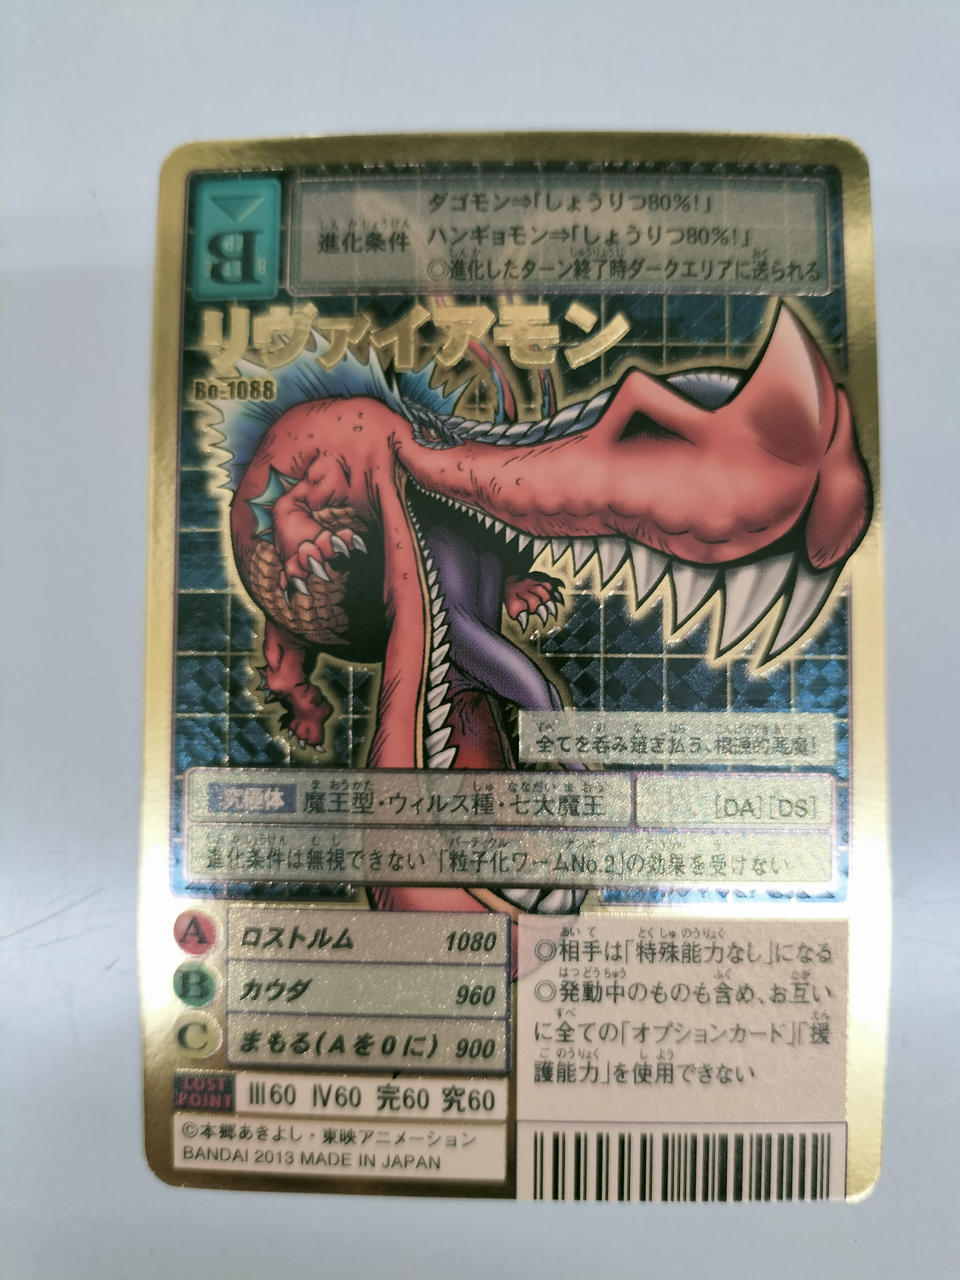 B
ダゴモン⇒「しょうりつ80%!」
進化条件 ハンギョモン⇒「しょうりつ80%!」
◎進化したターン終了時ダークエリアに送られる
リヴァイアモン
Bo-1088
全てを呑み薙ぎ払う、根源的悪魔!
究極体 魔王型・ウィルス種・七大魔王 [DA][DS]
進化条件は無視できない 「粒子化ワームNo.2」の効果を受けない
A ロストルム 1080
B カウダ 960
C まもる(Aを0に) 900
LOST POINT Ⅲ60 Ⅳ60 完60 究60
◎相手は「特殊能力なし」になる
◎発動中のものも含め、お互い
に全ての「オプションカード」「援
護能力」を使用できない
©本郷あきよし・東映アニメーション
BANDAI 2013 MADE IN JAPAN